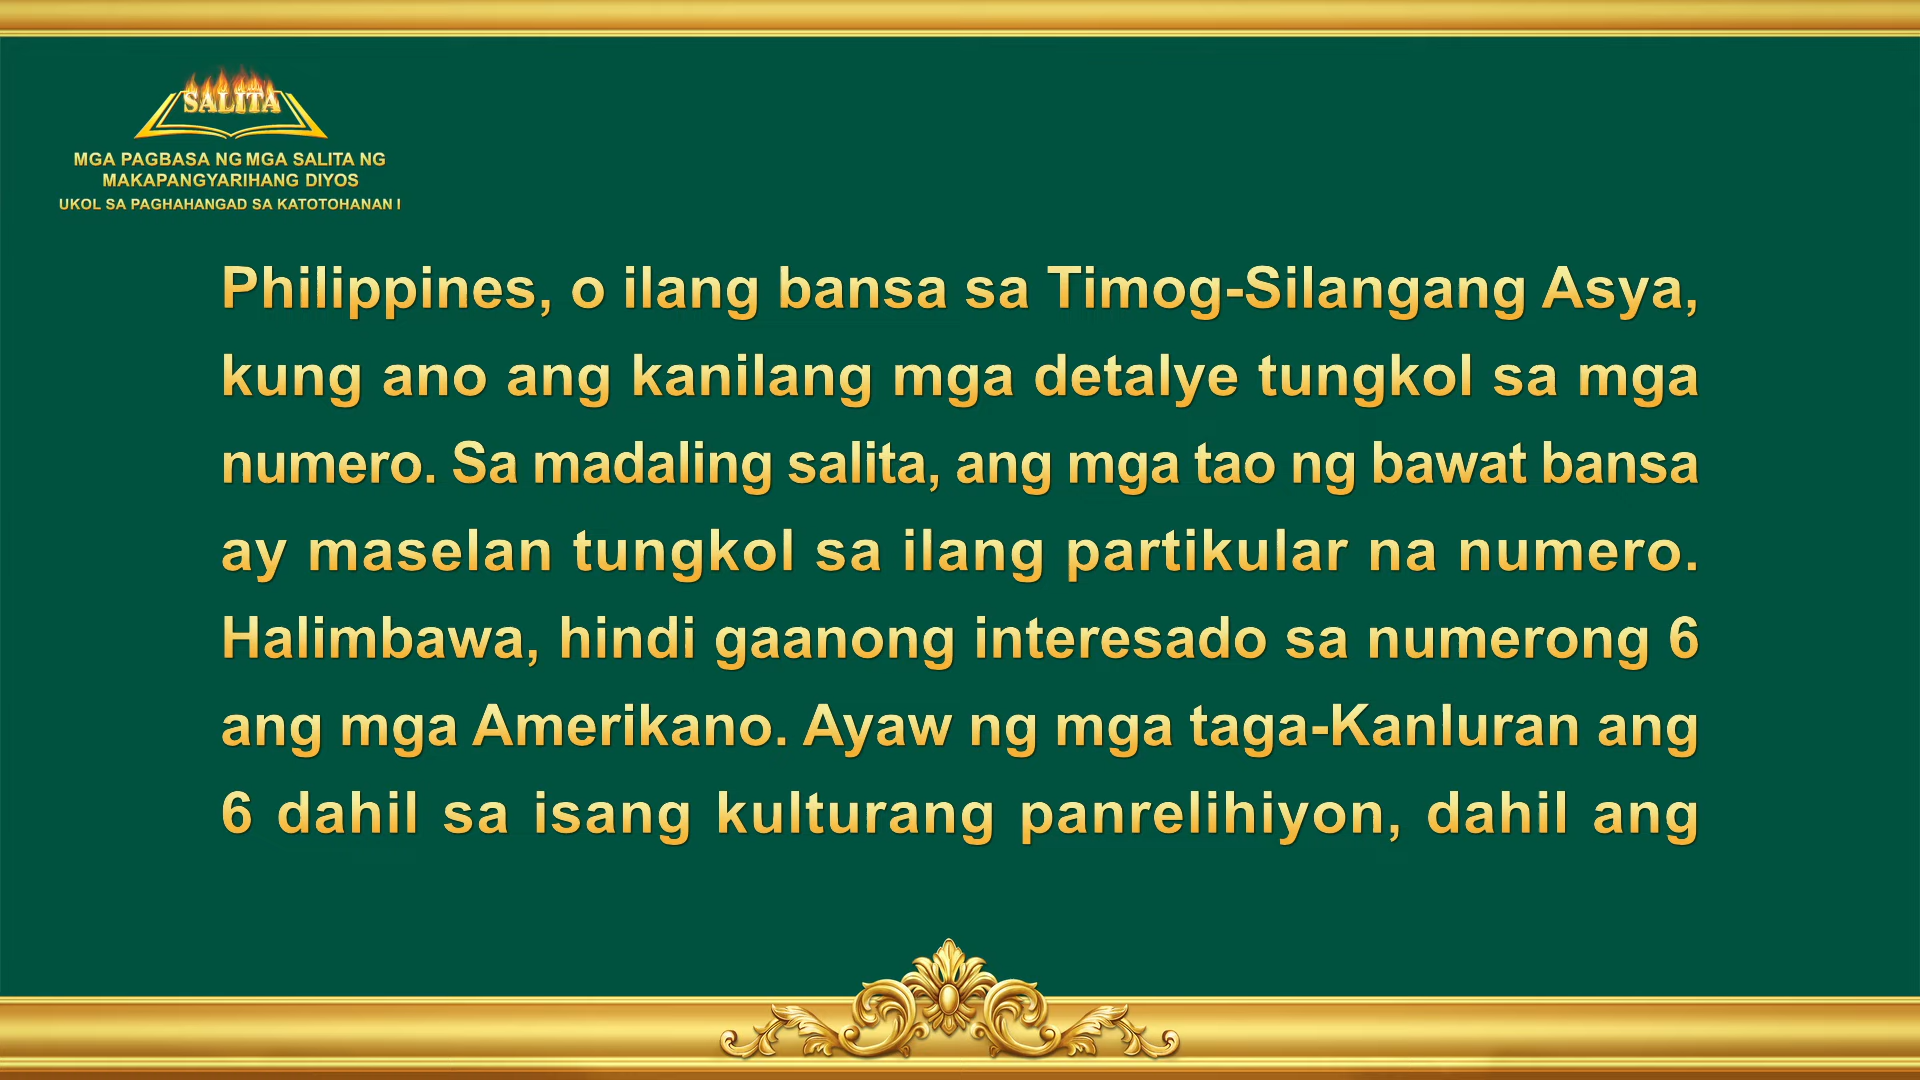 SALITA
MGA PAGBASA NG MGA SALITA NG
MAKAPANGYARIHANG DIYOS
UKOL SA PAGHAHANGAD SA KATOTOHANAN I
Philippines, o ilang bansa sa Timog-Silangang Asya,
kung ano ang kanilang mga detalye tungkol sa mga
numero. Sa madaling salita, ang mga tao ng bawat bansa
ay maselan tungkol sa ilang partikular na numero.
Halimbawa, hindi gaanong interesado sa numerong 6
ang mga Amerikano. Ayaw ng mga taga-Kanluran ang
6 dahil sa isang kulturang panrelihiyon, dahil ang